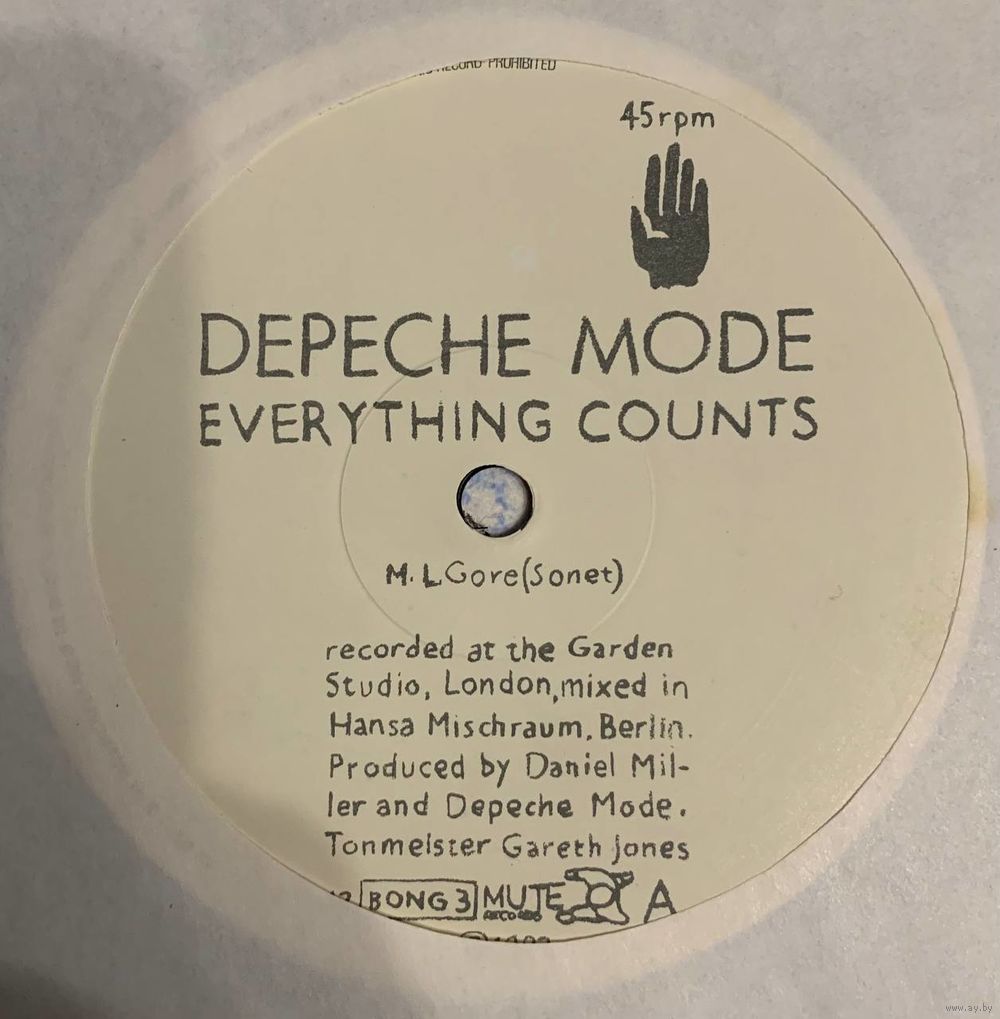 RECORD PROHIBITED
45rpm
DEPECHE MODE
EVERYTHING COUNTS
M. L Gore (Sonet)
recorded at the Garden
Studio, London, mixed in
Hansa Mischraum, Berlin.
Produced by Daniel Mil-
ler and Depeche Mode.
Tonmeister Gareth Jones
BONG 3 MUTE RECORDS A
www.ay.by